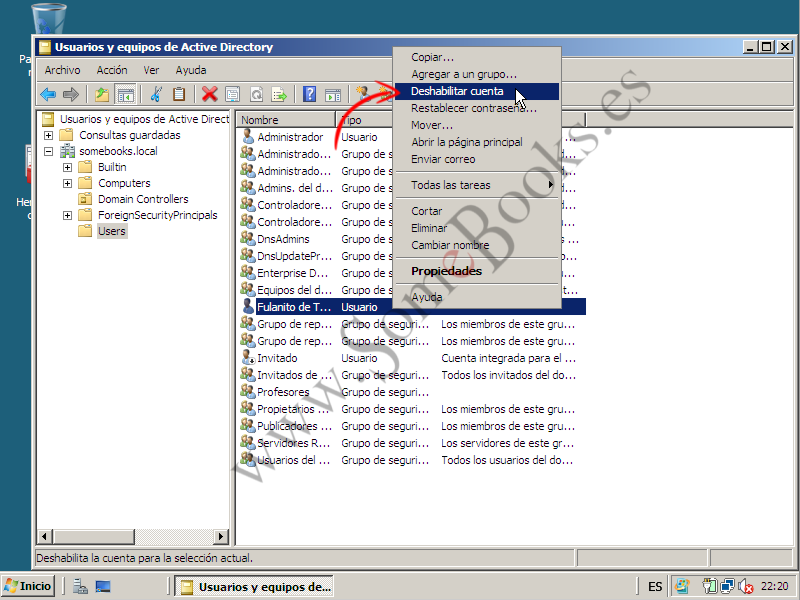 Usuarios y equipos de Active Directory
Archivo Acción Ver Ayuda
Usuarios y equipos de Active Direct
Consultas guardadas
somebooks.local
Builtin
Computers
Domain Controllers
ForeignSecurityPrincipals
Users
Nombre Tipo
Administrador Usuario
Administrado... Grupo de s
Administrado... Grupo de s
Admins. del d... Grupo de s
Controladore... Grupo de s
Controladore... Grupo de s
DnsAdmins Grupo de s
DnsUpdatePr... Grupo de s
Enterprise D... Grupo de s
Equipos del d... Grupo de s
Fulanito de T... Usuario
Grupo de rep... Grupo de seguri... Los miembros de este gru...
Grupo de rep... Grupo de seguri... Los miembros de este gru...
Invitado Usuario Cuenta integrada para el ...
Invitados de ... Grupo de seguri... Todos los invitados del do...
Profesores Grupo de seguri...
Propietarios ... Grupo de seguri... Los miembros de este gru...
Publicadores ... Grupo de seguri... Los miembros de este gru...
Servidores R... Grupo de seguri... Los servidores de este gr...
Usuarios del ... Grupo de seguri... Todos los usuarios del do...
Copiar...
Agregar a un grupo...
Deshabilitar cuenta
Restablecer contraseña...
Mover...
Abrir la página principal
Enviar correo
Todas las tareas
Cortar
Eliminar
Cambiar nombre
Propiedades
Ayuda
www.SomeBooks.es
Deshabilita la cuenta para la selección actual.
Inicio
Usuarios y equipos de...
ES
22:20